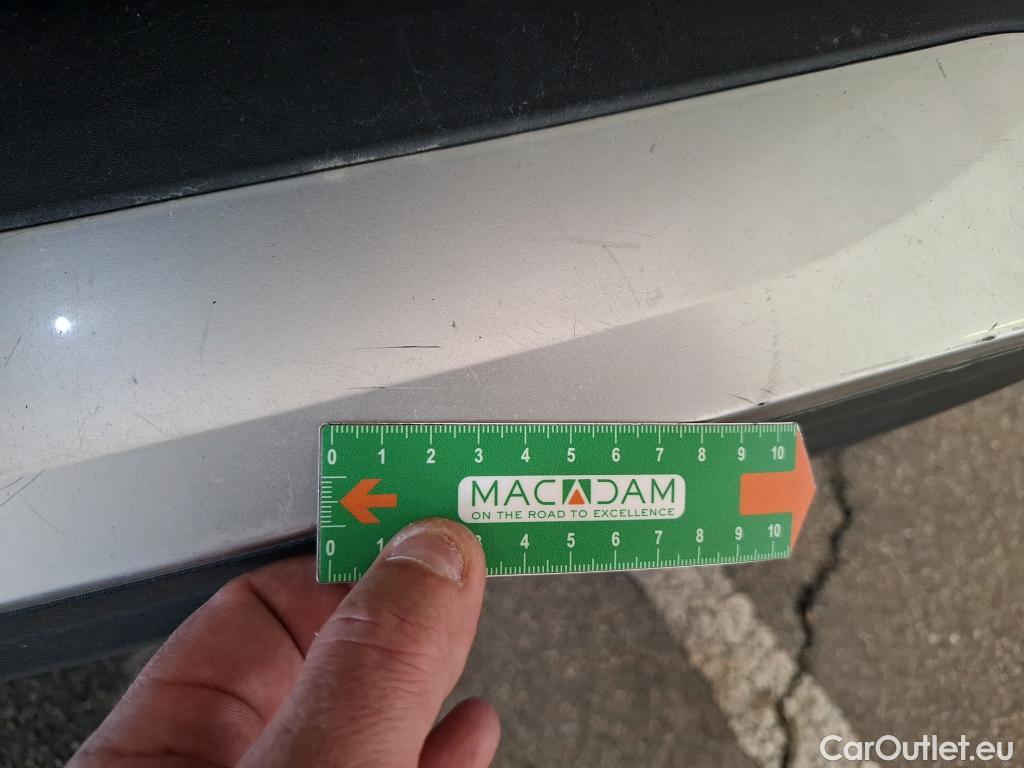 0 1 2 3 4 5 6 7 8 9 10
MACADAM
ON THE ROAD TO EXCELLENCE
0 1 3 4 5 6 7 8 9 10
CarOutlet.eu